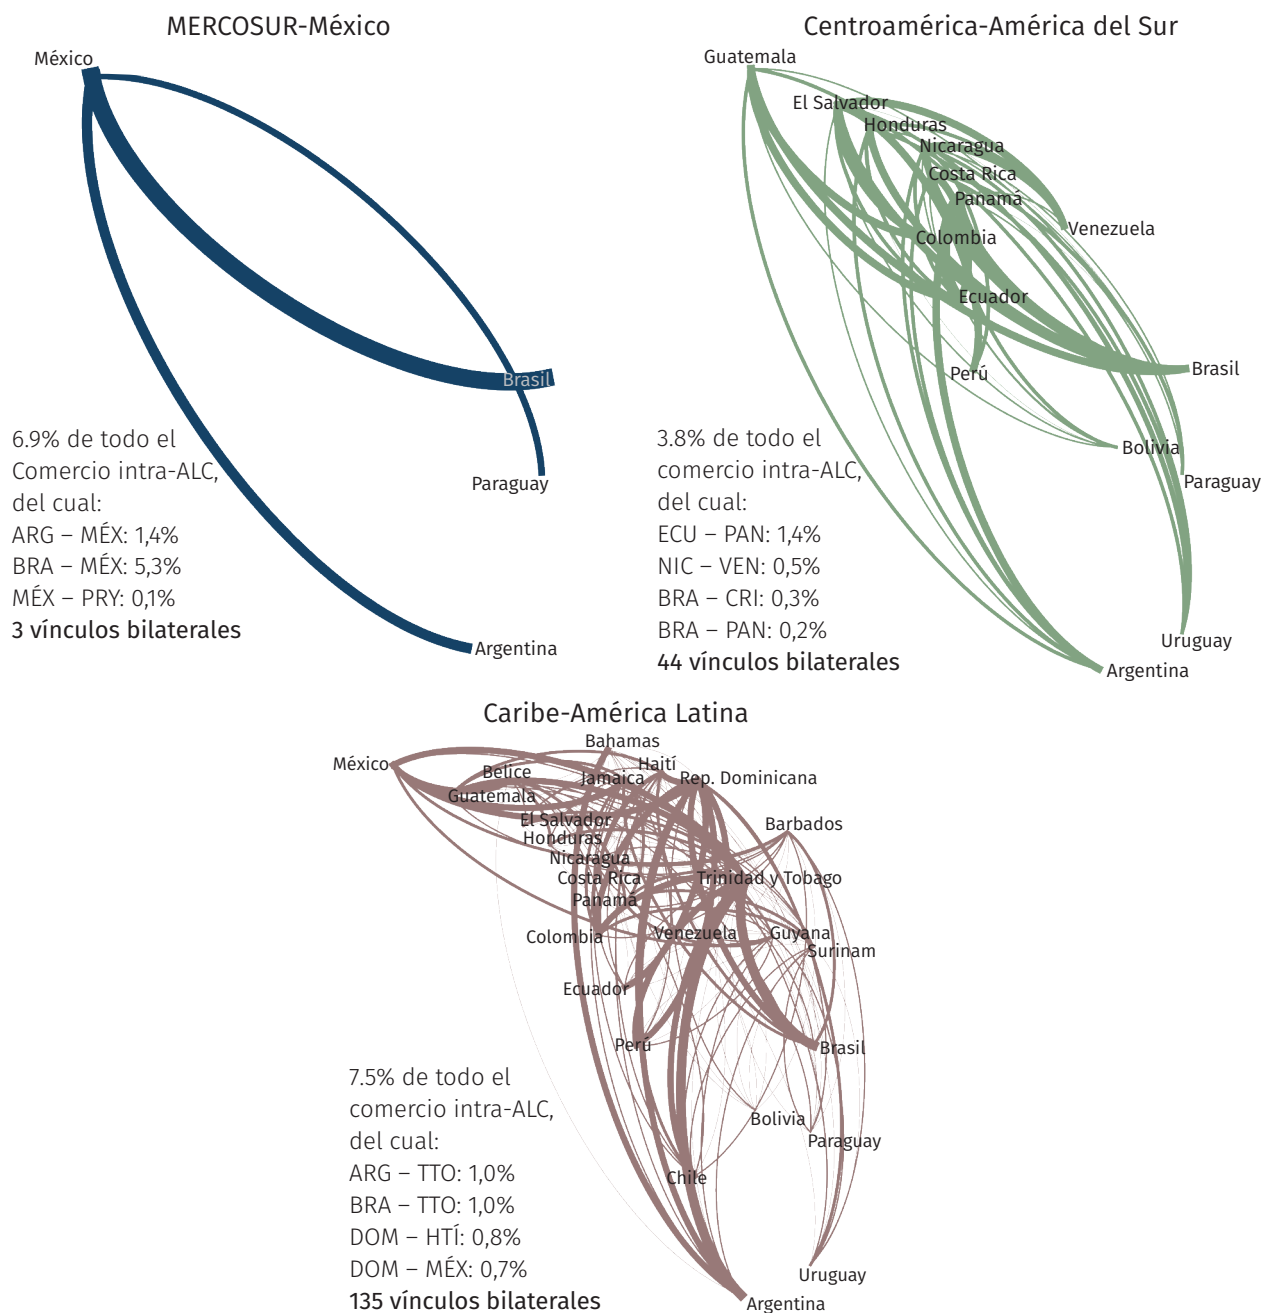 MERCOSUR-México
México
Brasil
Paraguay
Argentina
6.9% de todo el
Comercio intra-ALC,
del cual:
ARG – MÉX: 1,4%
BRA – MÉX: 5,3%
MÉX – PRY: 0,1%
3 vínculos bilaterales
Centroamérica-América del Sur
Guatemala
El Salvador
Honduras
Nicaragua
Costa Rica
Panamá
Venezuela
Colombia
Ecuador
Perú
Brasil
Bolivia
Paraguay
Uruguay
Argentina
3.8% de todo el
comercio intra-ALC,
del cual:
ECU – PAN: 1,4%
NIC – VEN: 0,5%
BRA – CRI: 0,3%
BRA – PAN: 0,2%
44 vínculos bilaterales
Caribe-América Latina
Bahamas
México
Haití
Belice
Jamaica
Rep. Dominicana
Guatemala
El Salvador
Barbados
Honduras
Nicaragua
Costa Rica
Trinidad y Tobago
Panamá
Colombia
Venezuela
Guyana
Surinam
Ecuador
Perú
Brasil
Bolivia
Paraguay
Chile
Uruguay
Argentina
7.5% de todo el
comercio intra-ALC,
del cual:
ARG – TTO: 1,0%
BRA – TTO: 1,0%
DOM – HTÍ: 0,8%
DOM – MÉX: 0,7%
135 vínculos bilaterales